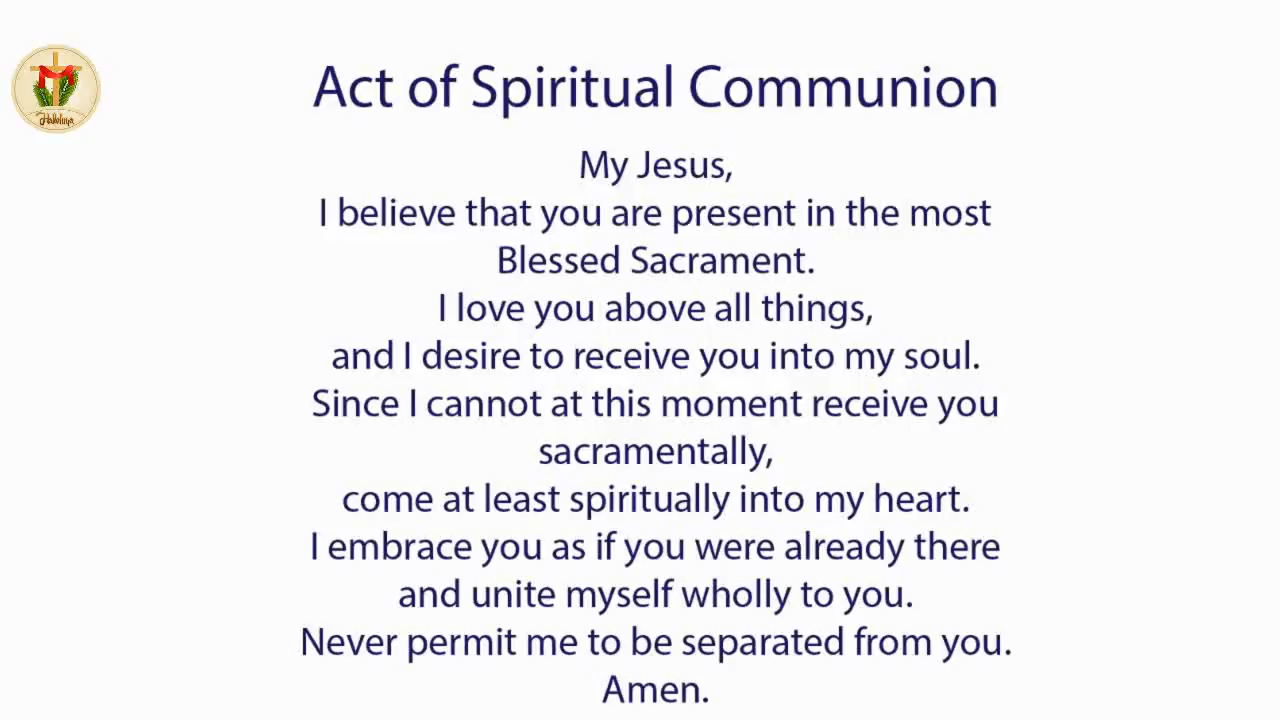 Halleluya
Act of Spiritual Communion
My Jesus,
I believe that you are present in the most
Blessed Sacrament.
I love you above all things,
and I desire to receive you into my soul.
Since I cannot at this moment receive you
sacramentally,
come at least spiritually into my heart.
I embrace you as if you were already there
and unite myself wholly to you.
Never permit me to be separated from you.
Amen.